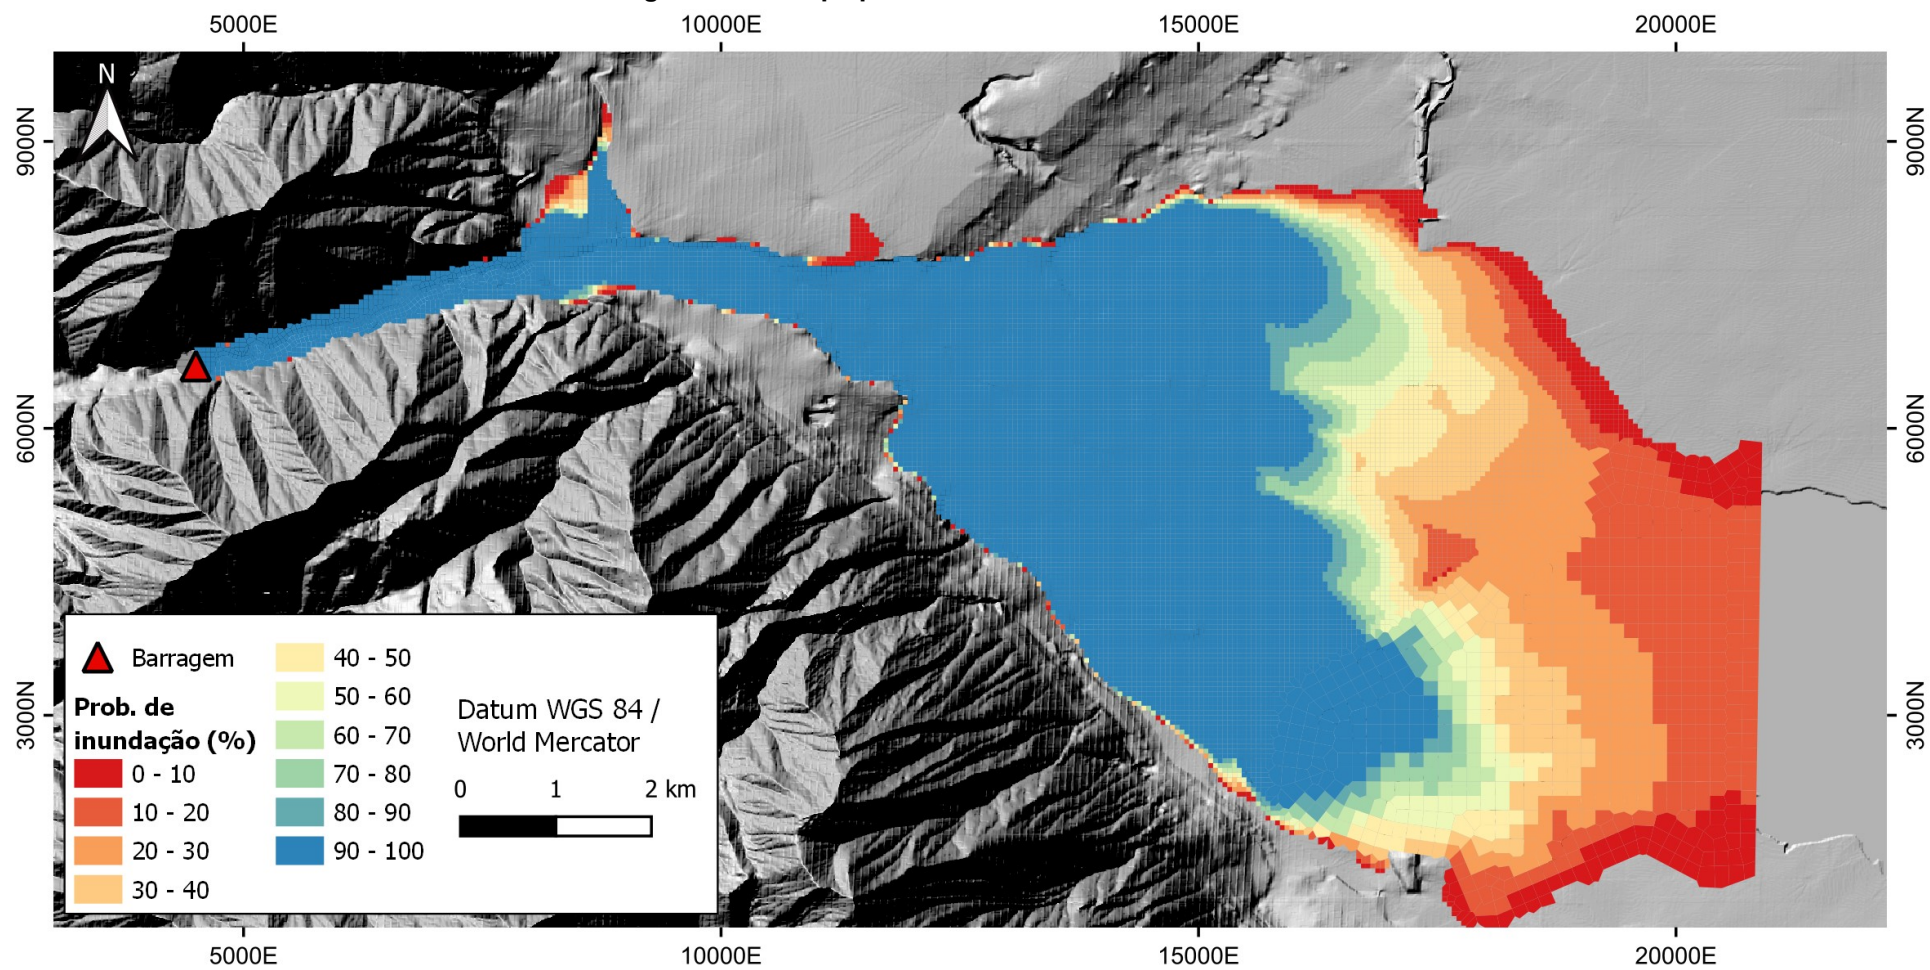 5000E 10000E 15000E 20000E
N
9000N 9000N
6000N 6000N
3000N 3000N
Barragem
Prob. de
inundação (%)
0 - 10
10 - 20
20 - 30
30 - 40
40 - 50
50 - 60
60 - 70
70 - 80
80 - 90
90 - 100
Datum WGS 84 /
World Mercator
0 1 2 km
5000E 10000E 15000E 20000E